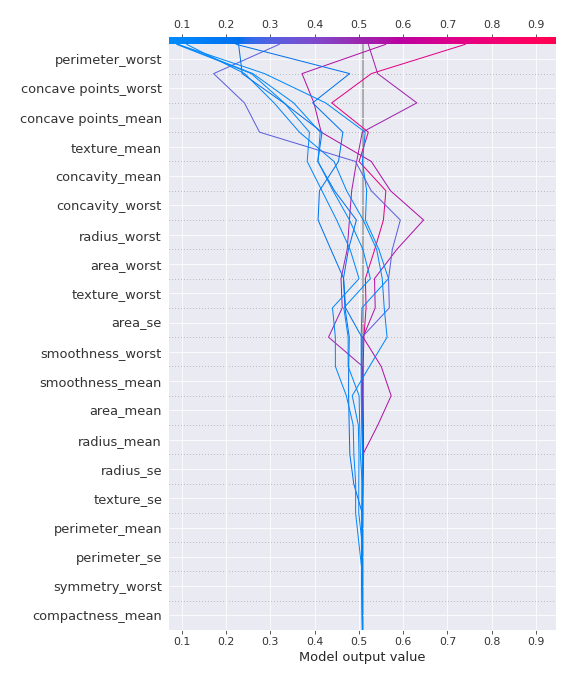 0.1 0.2 0.3 0.4 0.5 0.6 0.7 0.8 0.9
perimeter_worst
concave points_worst
concave points_mean
texture_mean
concavity_mean
concavity_worst
radius_worst
area_worst
texture_worst
area_se
smoothness_worst
smoothness_mean
area_mean
radius_mean
radius_se
texture_se
perimeter_mean
perimeter_se
symmetry_worst
compactness_mean
0.1 0.2 0.3 0.4 0.5 0.6 0.7 0.8 0.9
Model output value